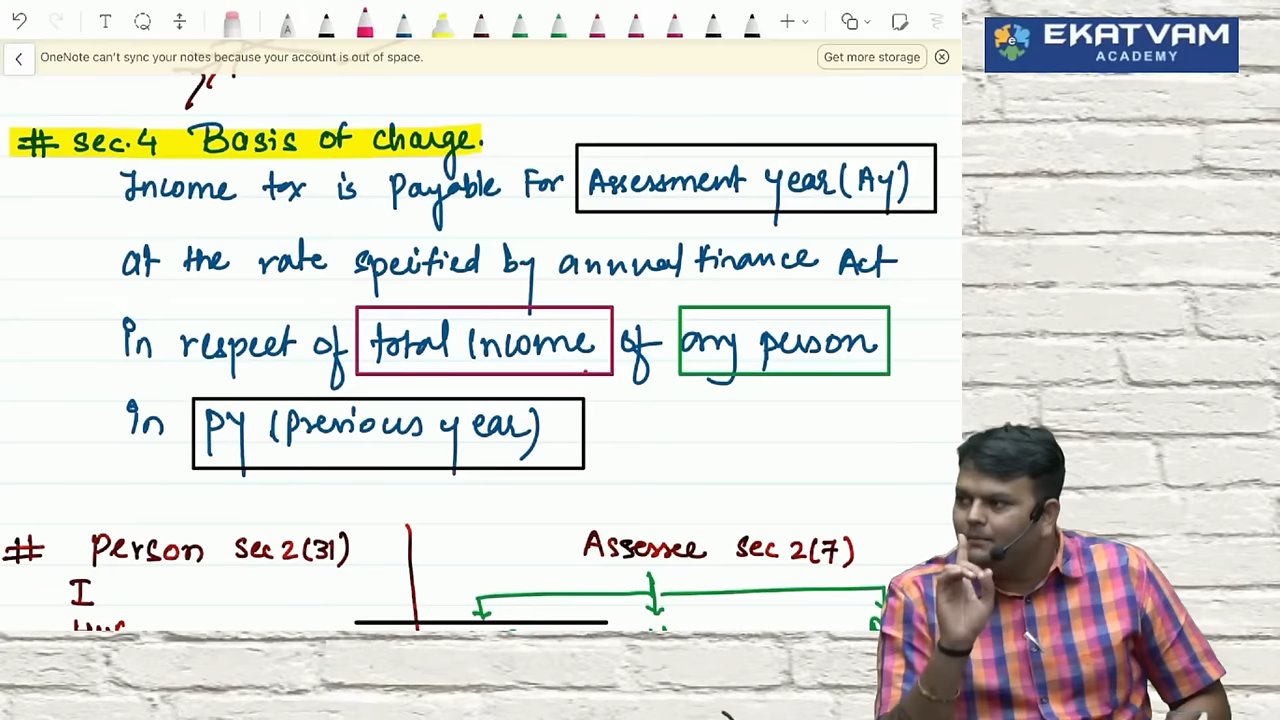 OneNote can't sync your notes because your account is out of space.
Get more storage
EKATVAM
ACADEMY
# sec.4 Basis of charge.
Income tax is Payable For Assessment year (AY)
at the rate specified by annual finance Act
In respect of total Income of any person
In PY (Previous year)
# Person sec 2(31)
Assessee sec 2(7)
I